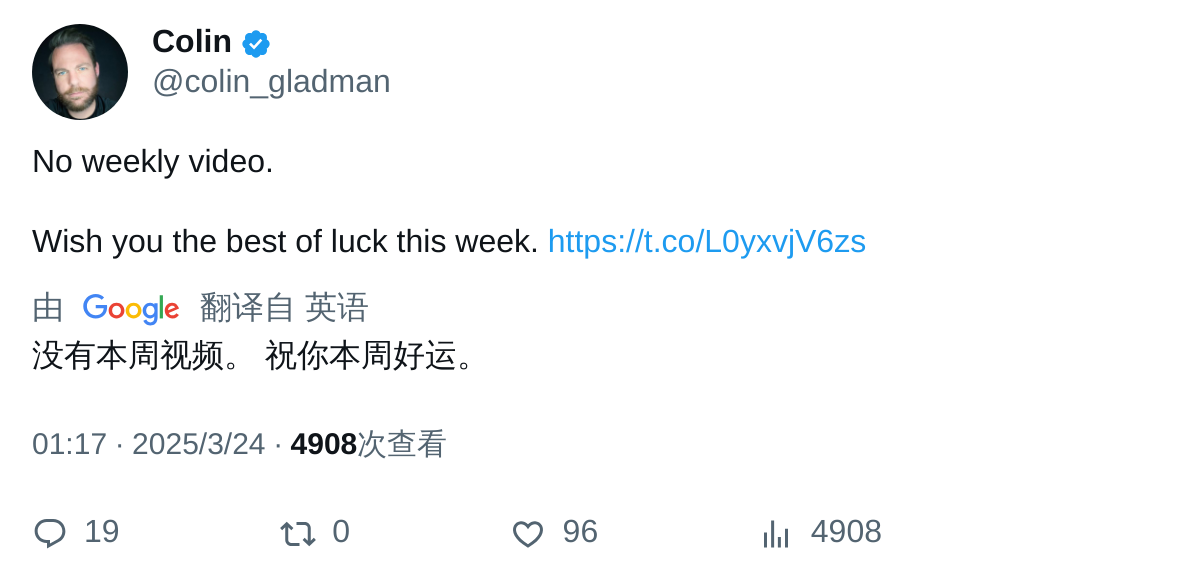 Colin
@colin_gladman
No weekly video.
Wish you the best of luck this week. https://t.co/L0yxvjV6zs
由 Google 翻译自 英语
没有本周视频。 祝你本周好运。
01:17 · 2025/3/24 · 4908次查看
19 0 96 4908